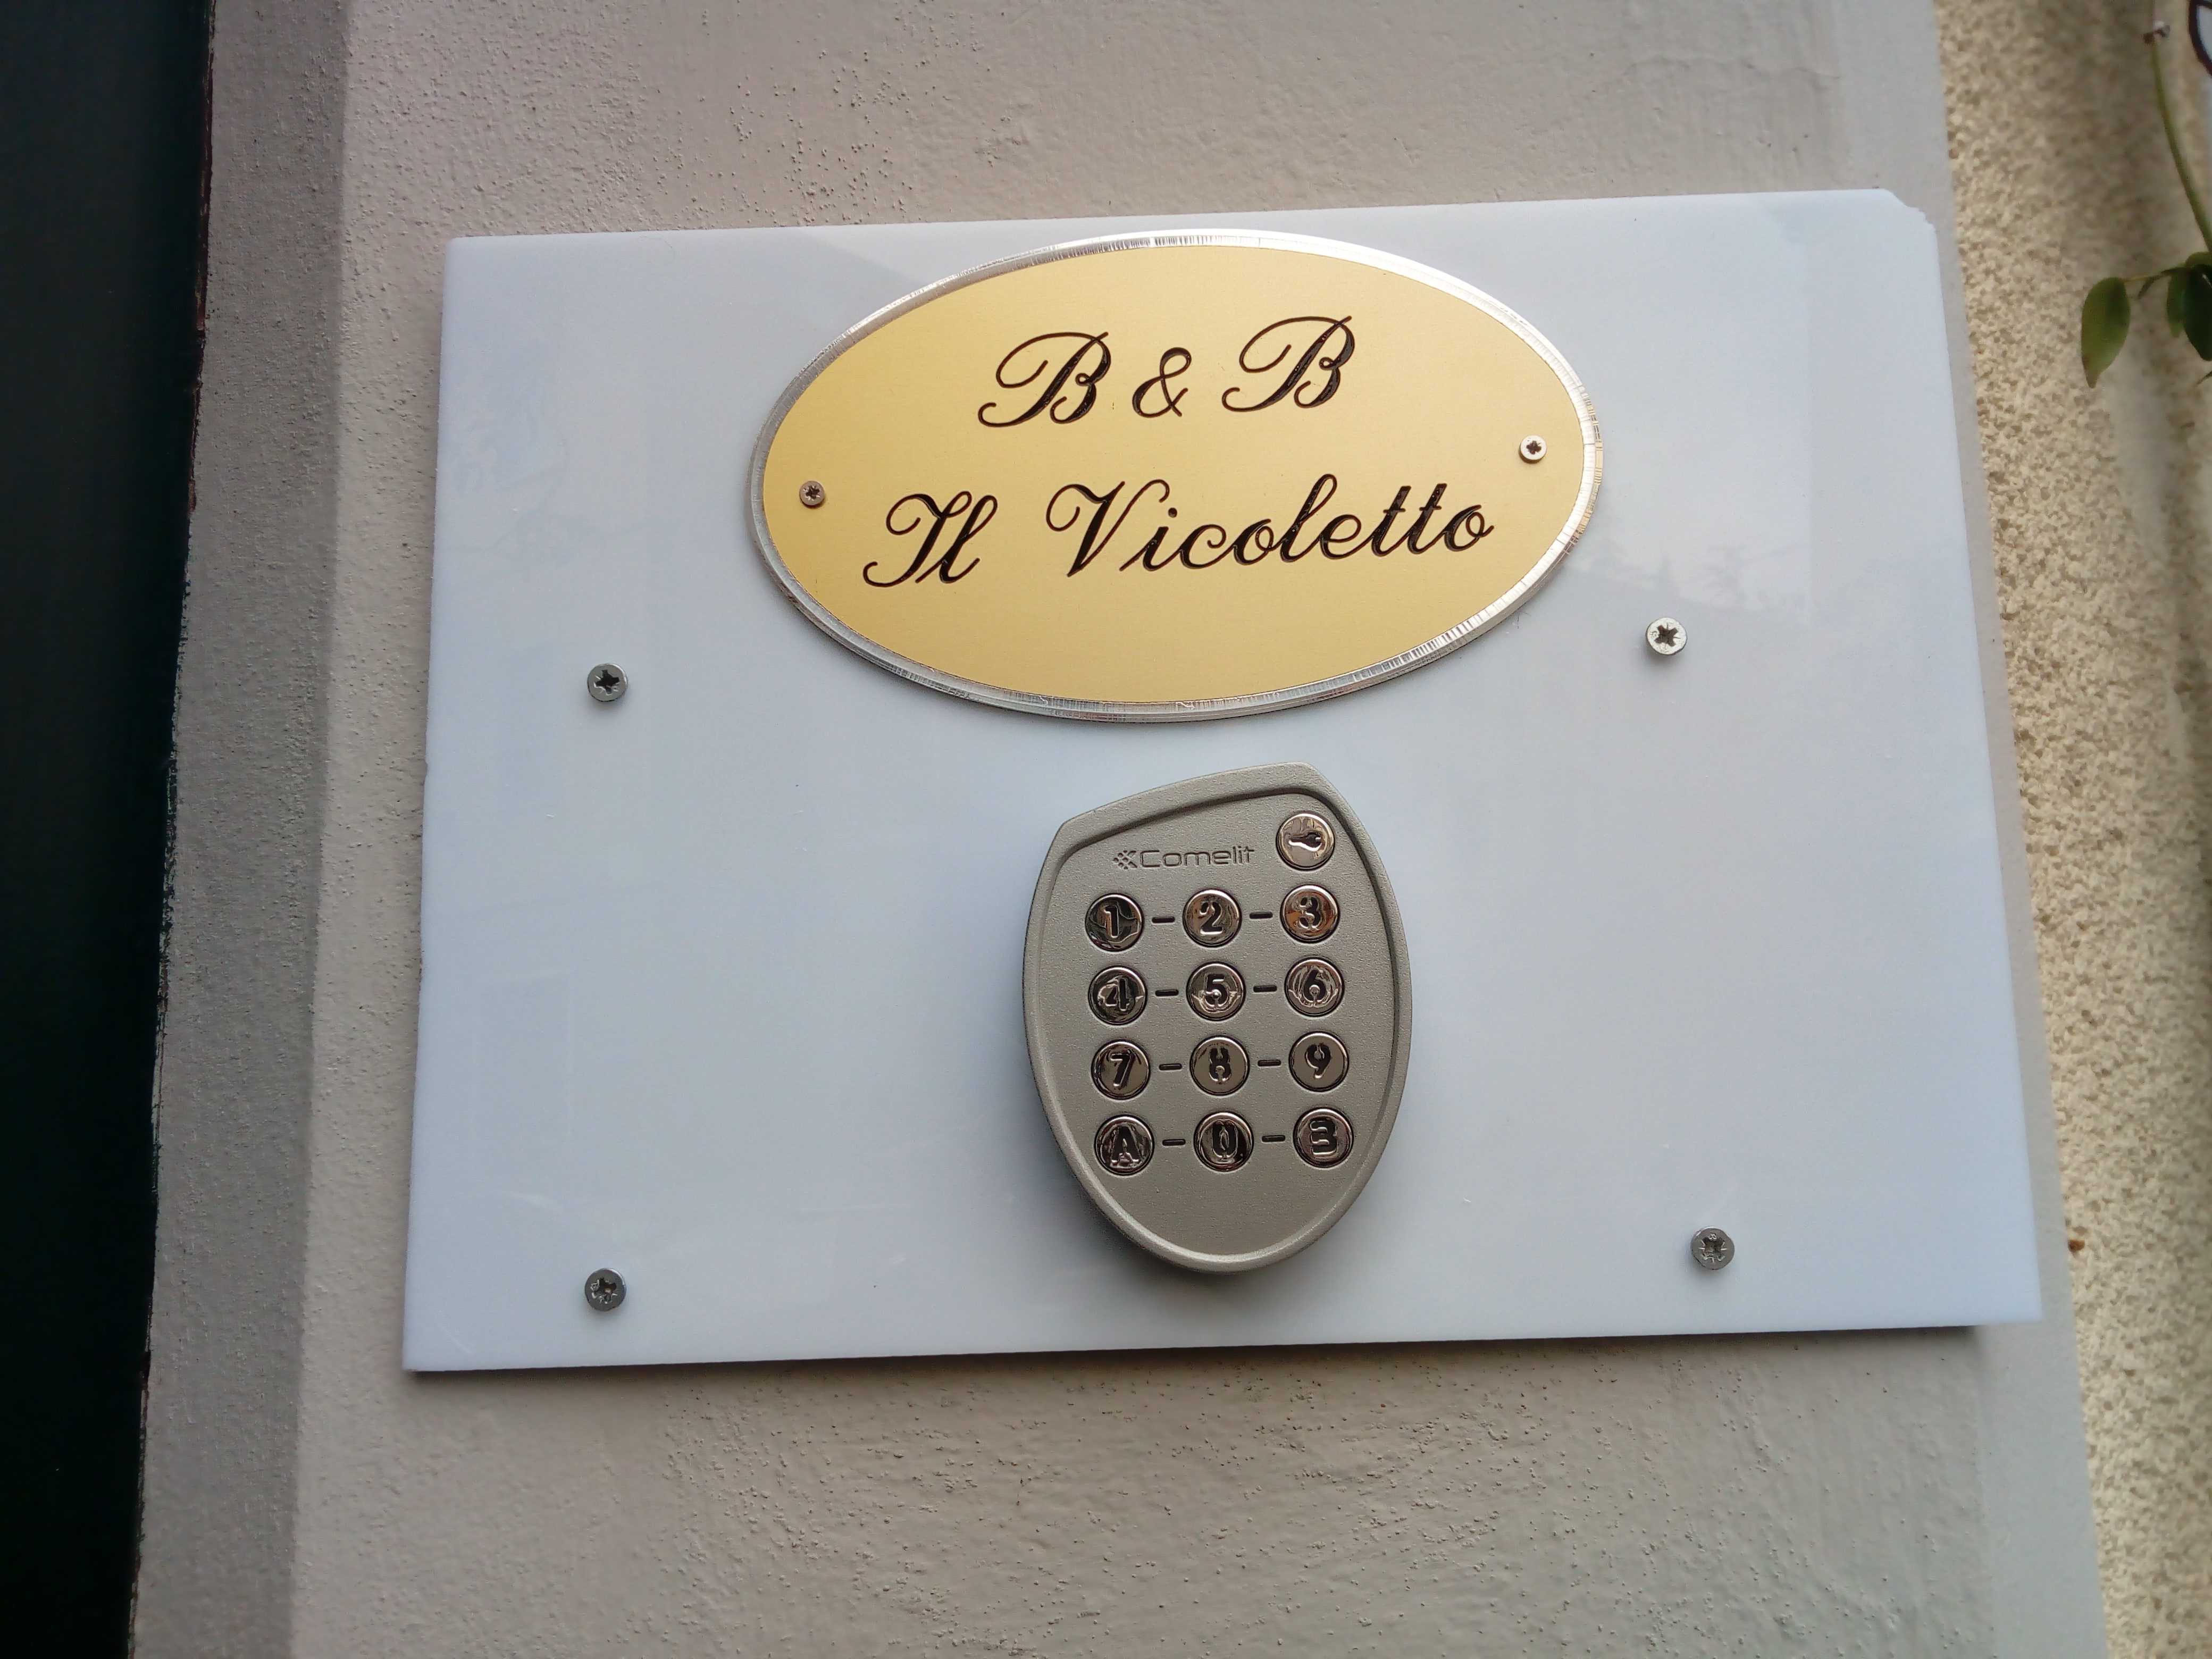 B & B
Il Vicoletto
Comelit
1-2-3
4-5-6
7-8-9
A-0-B